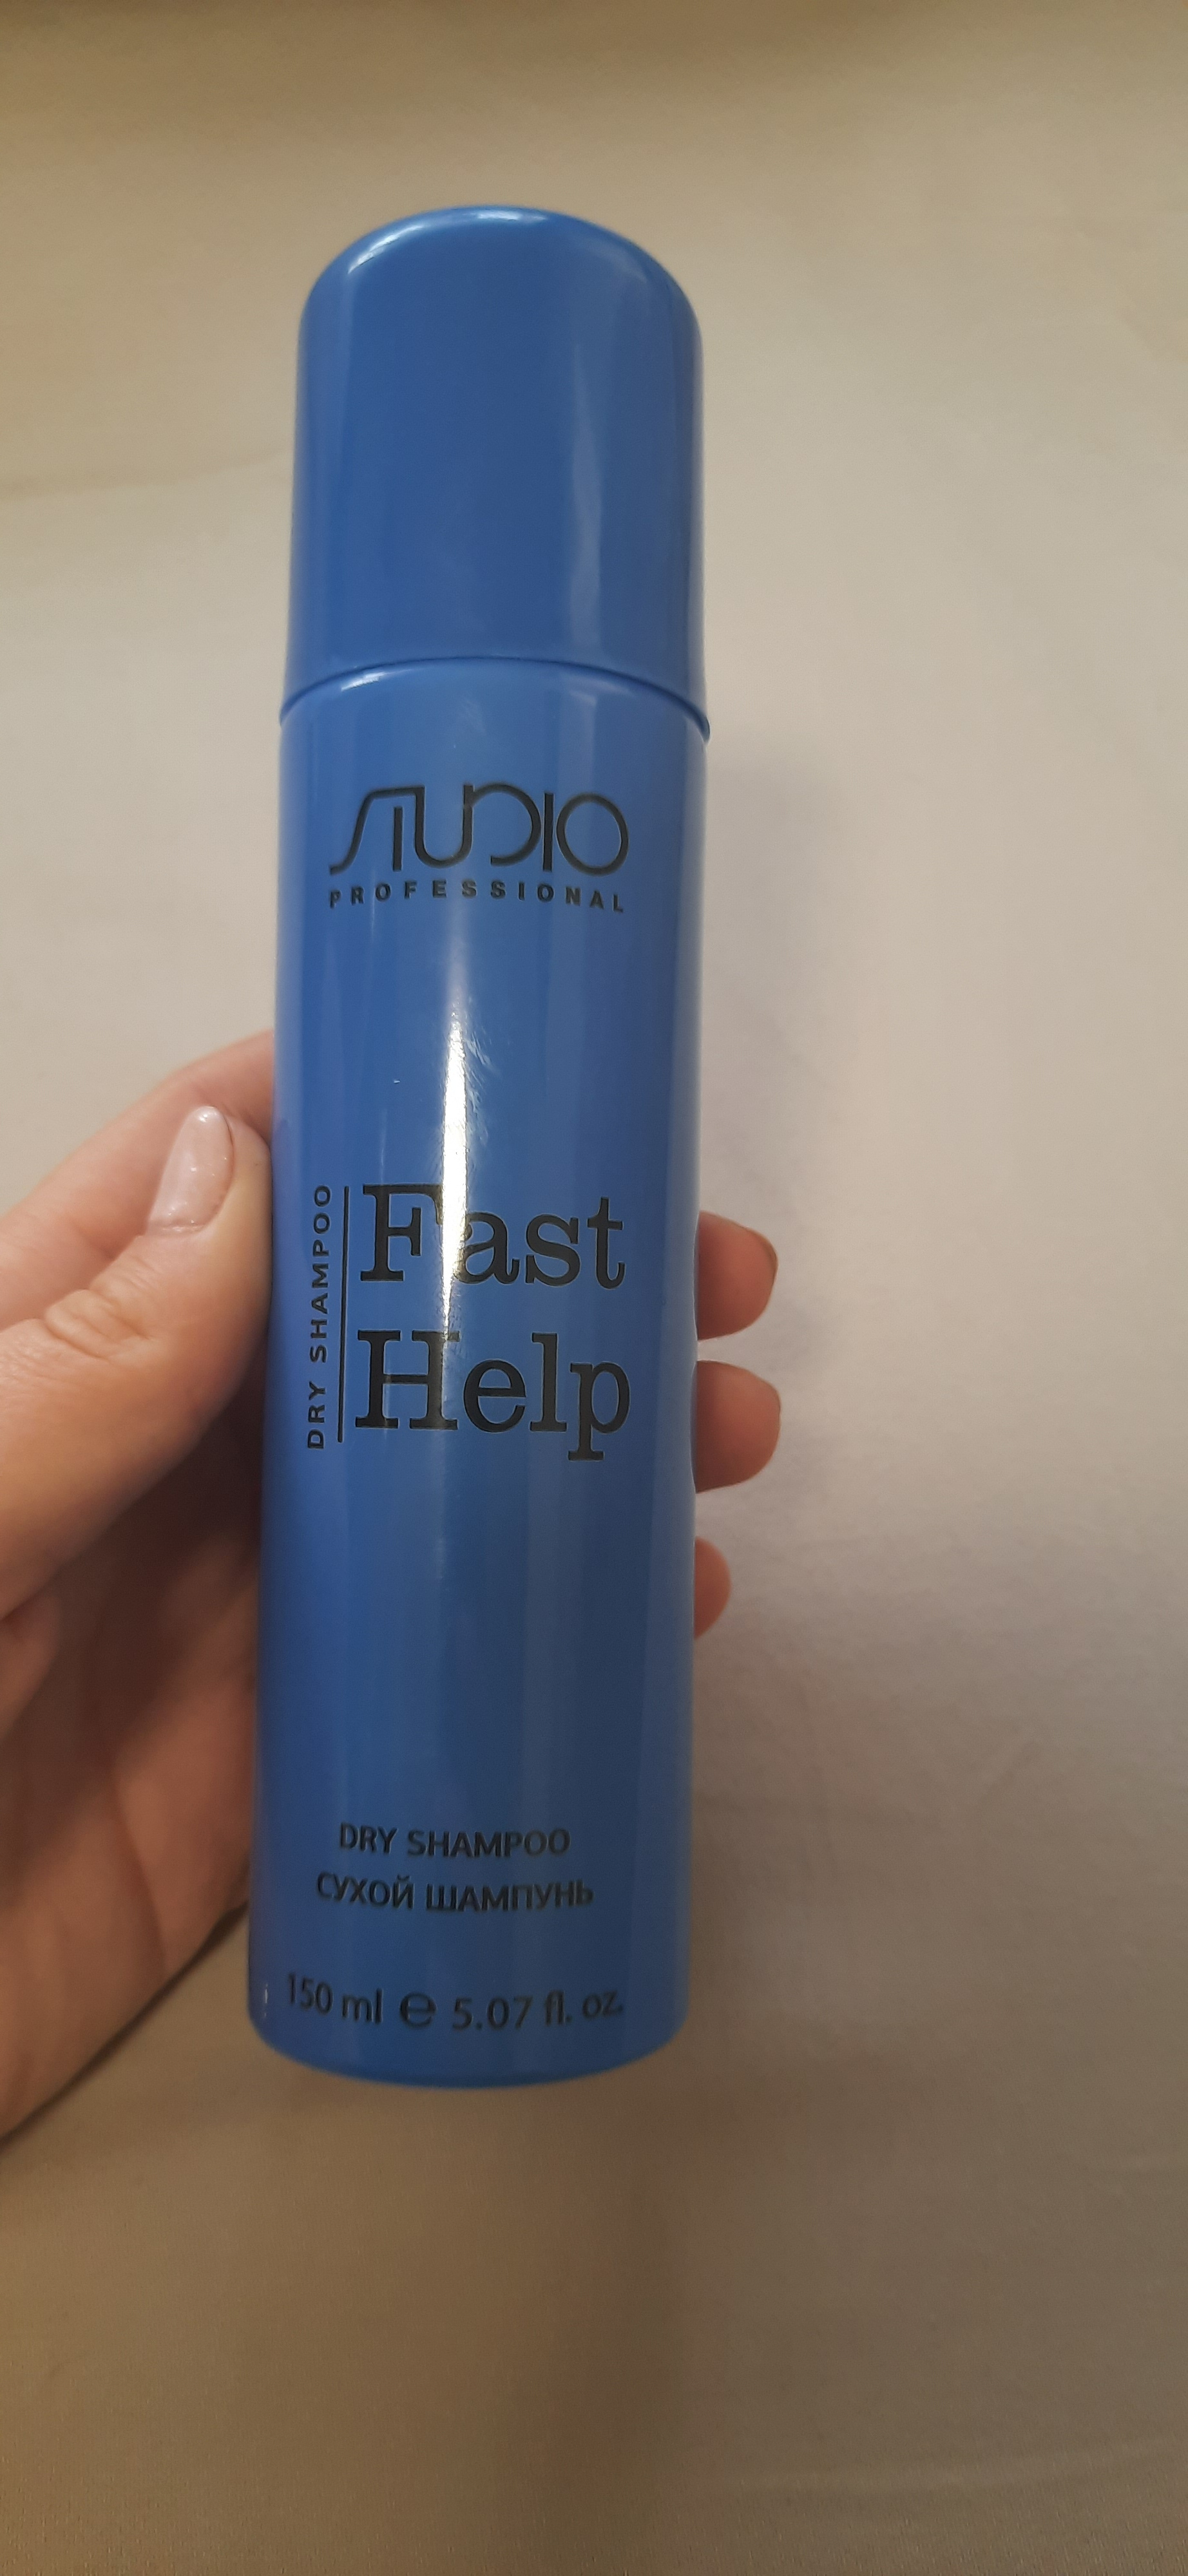 STUDIO
PROFESSIONAL
DRY SHAMPOO
Fast
Help
DRY SHAMPOO
СУХОЙ ШАМПУНЬ
150 ml e 5.07 fl. oz.